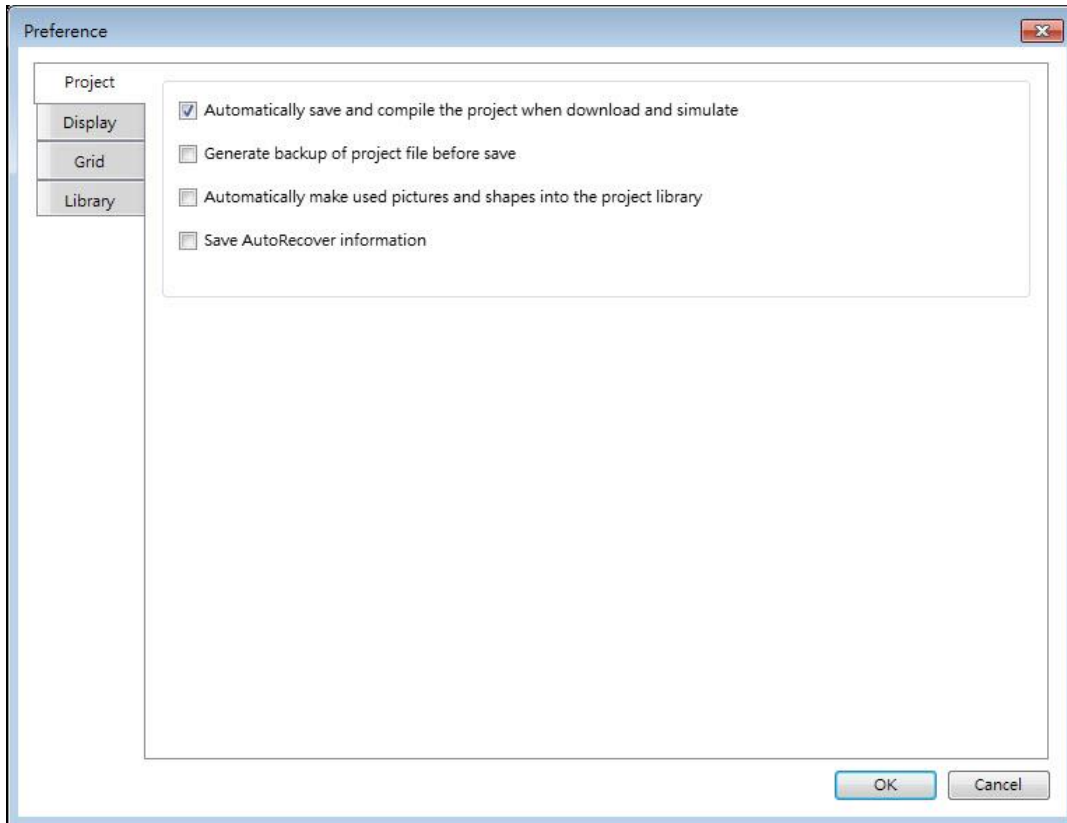 Preference
Project
Display
Grid
Library
Automatically save and compile the project when download and simulate
Generate backup of project file before save
Automatically make used pictures and shapes into the project library
Save AutoRecover information
OK
Cancel